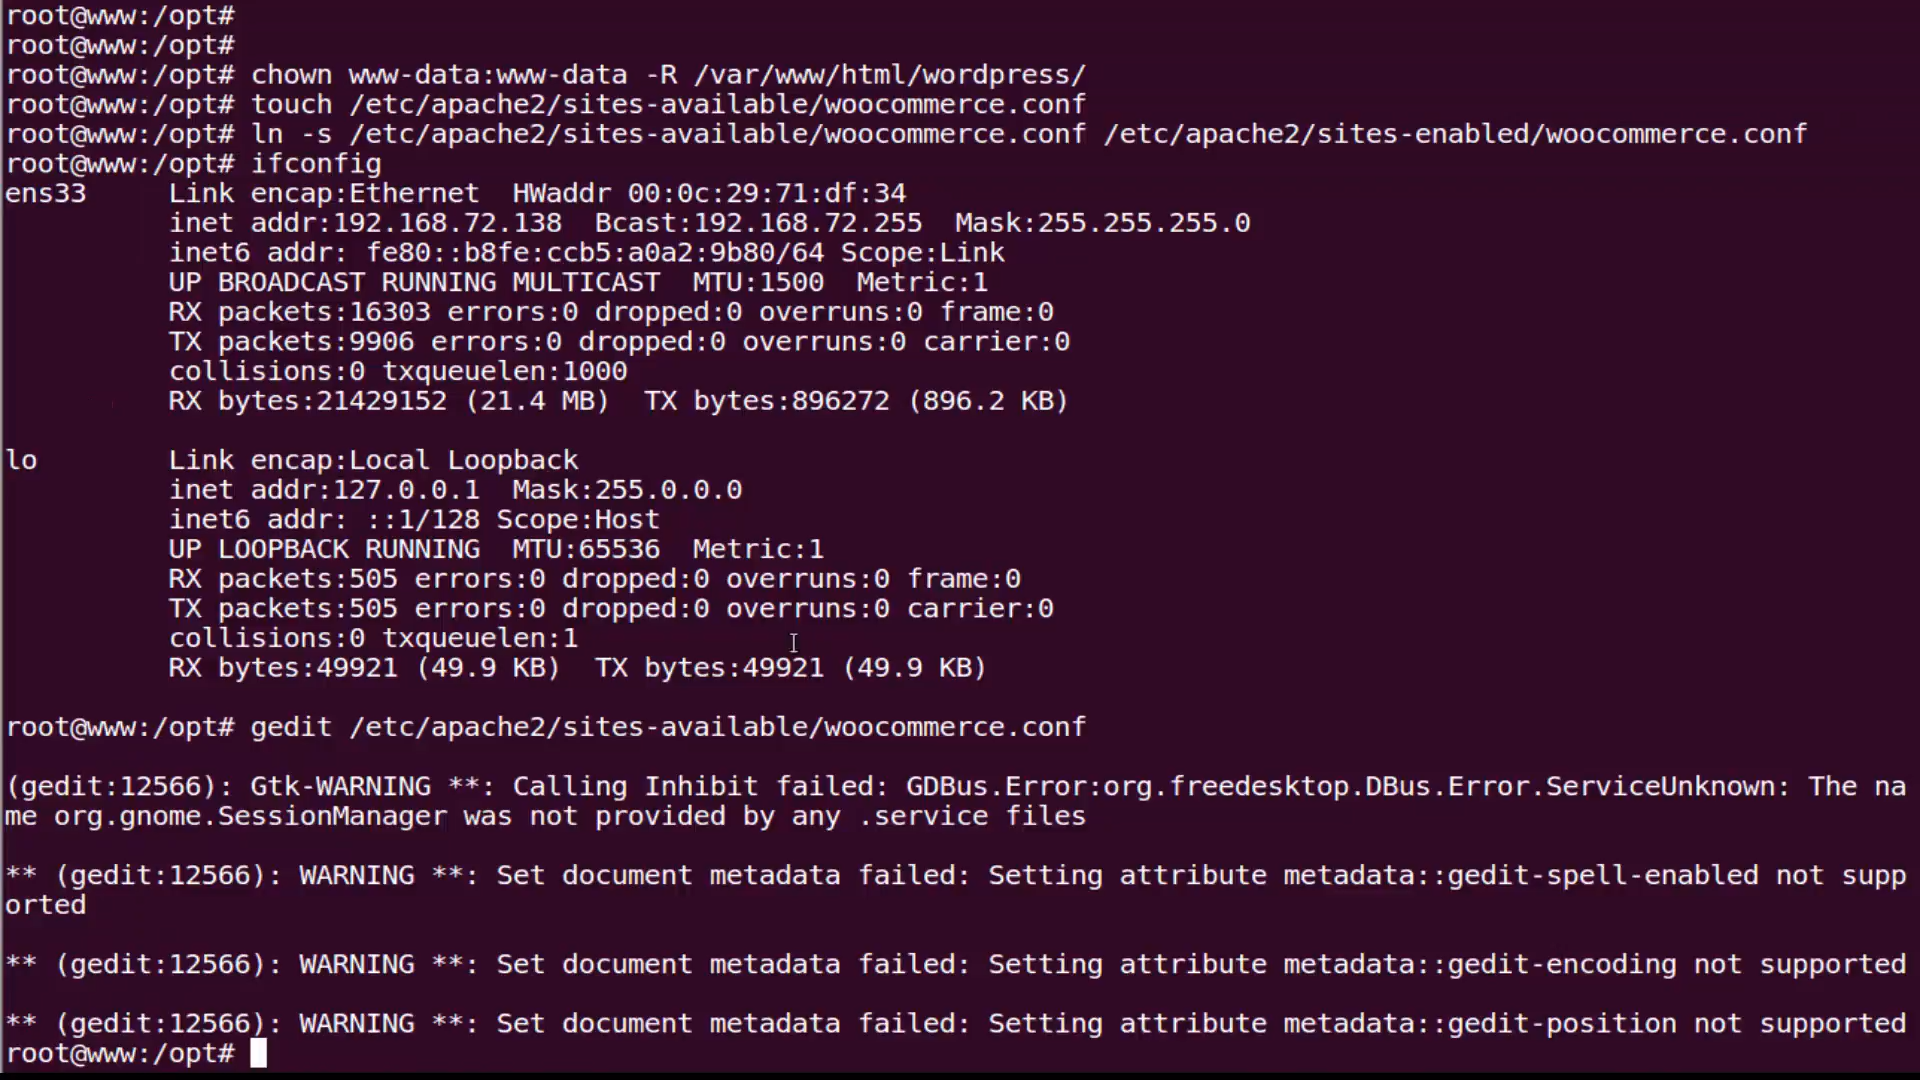 root@www:/opt#
root@www:/opt#
root@www:/opt# chown www-data:www-data -R /var/www/html/wordpress/
root@www:/opt# touch /etc/apache2/sites-available/woocommerce.conf
root@www:/opt# ln -s /etc/apache2/sites-available/woocommerce.conf /etc/apache2/sites-enabled/woocommerce.conf
root@www:/opt# ifconfig
ens33     Link encap:Ethernet  HWaddr 00:0c:29:71:df:34
          inet addr:192.168.72.138  Bcast:192.168.72.255  Mask:255.255.255.0
          inet6 addr: fe80::b8fe:ccb5:a0a2:9b80/64 Scope:Link
          UP BROADCAST RUNNING MULTICAST  MTU:1500  Metric:1
          RX packets:16303 errors:0 dropped:0 overruns:0 frame:0
          TX packets:9906 errors:0 dropped:0 overruns:0 carrier:0
          collisions:0 txqueuelen:1000
          RX bytes:21429152 (21.4 MB)  TX bytes:896272 (896.2 KB)

lo        Link encap:Local Loopback
          inet addr:127.0.0.1  Mask:255.0.0.0
          inet6 addr: ::1/128 Scope:Host
          UP LOOPBACK RUNNING  MTU:65536  Metric:1
          RX packets:505 errors:0 dropped:0 overruns:0 frame:0
          TX packets:505 errors:0 dropped:0 overruns:0 carrier:0
          collisions:0 txqueuelen:1
          RX bytes:49921 (49.9 KB)  TX bytes:49921 (49.9 KB)

root@www:/opt# gedit /etc/apache2/sites-available/woocommerce.conf

(gedit:12566): Gtk-WARNING **: Calling Inhibit failed: GDBus.Error:org.freedesktop.DBus.Error.ServiceUnknown: The na
me org.gnome.SessionManager was not provided by any .service files

** (gedit:12566): WARNING **: Set document metadata failed: Setting attribute metadata::gedit-spell-enabled not supp
orted

** (gedit:12566): WARNING **: Set document metadata failed: Setting attribute metadata::gedit-encoding not supported

** (gedit:12566): WARNING **: Set document metadata failed: Setting attribute metadata::gedit-position not supported
root@www:/opt#